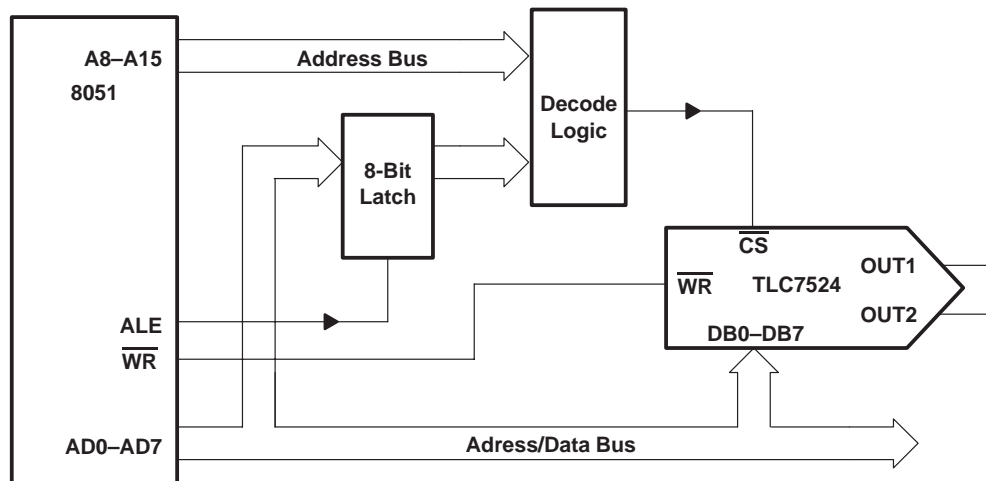 A8–A15
8051
Address Bus
Decode
Logic
8-Bit
Latch
CS
WR
TLC7524
OUT1
OUT2
DB0–DB7
ALE
WR
AD0–AD7
Adress/Data Bus